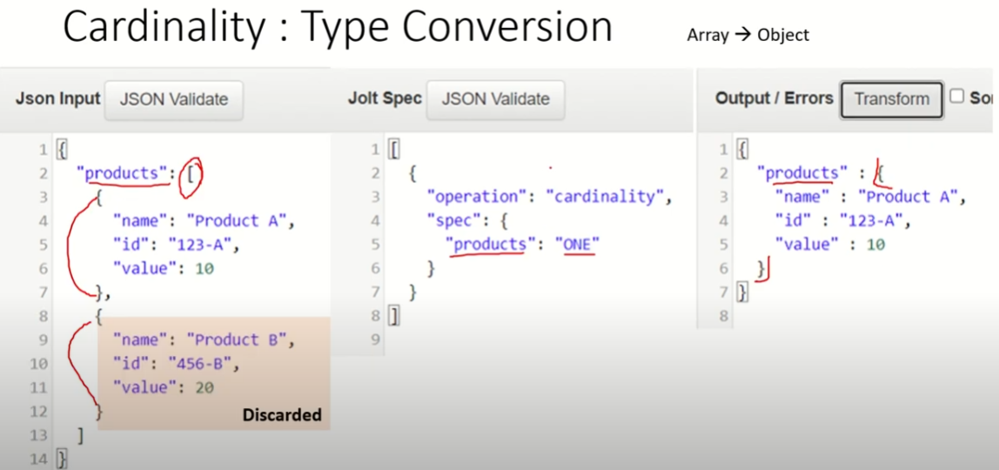 Cardinality : Type Conversion
Array → Object
Json Input JSON Validate
1 {
2 "products": [
3 {
4 "name": "Product A",
5 "id": "123-A",
6 "value": 10
7 },
8 {
9 "name": "Product B",
10 "id": "456-B",
11 "value": 20
12 }
Discarded
13 ]
14 }
Jolt Spec JSON Validate
1 [
2 {
3 "operation": "cardinality",
4 "spec": {
5 "products": "ONE"
6 }
7 }
8 ]
9
Output / Errors Transform
1 {
2 "products" : {
3 "name" : "Product A",
4 "id" : "123-A",
5 "value" : 10
6 }
7 }
8